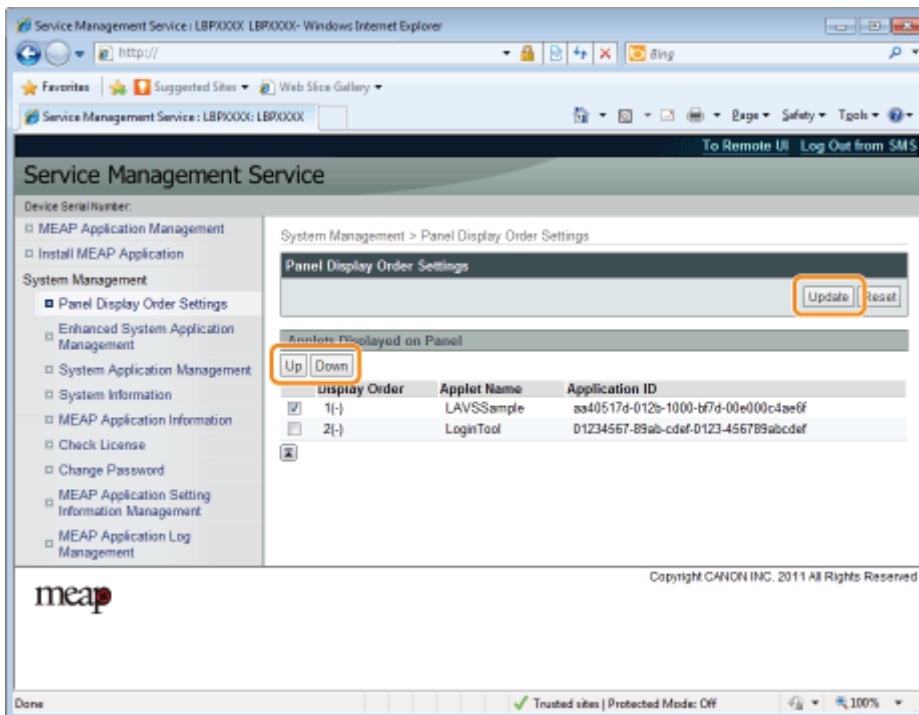 Service Management Service : LBPXXXX LBPXXXX- Windows Internet Explorer
http://
Bing
Favorites Suggested Sites Web Slice Gallery
Service Management Service : LBPXXXX: LBPXXXX
Page Safety Tools
To Remote UI Log Out from SMS
Service Management Service
Device Serial Number:
MEAP Application Management
Install MEAP Application
System Management
Panel Display Order Settings
Enhanced System Application
Management
System Application Management
System Information
MEAP Application Information
Check License
Change Password
MEAP Application Setting
Information Management
MEAP Application Log
Management
System Management > Panel Display Order Settings
Panel Display Order Settings
Update Reset
Applets Displayed on Panel
Up Down
Display Order Applet Name Application ID
1(-) LAVSSample aa40517d-012b-1000-bf7d-00e000c4ae6f
2(-) LoginTool 01234567-89ab-cdef-0123-456789abcdef
Copyright CANON INC. 2011 All Rights Reserved
meap
Done Trusted sites | Protected Mode: Off 100%